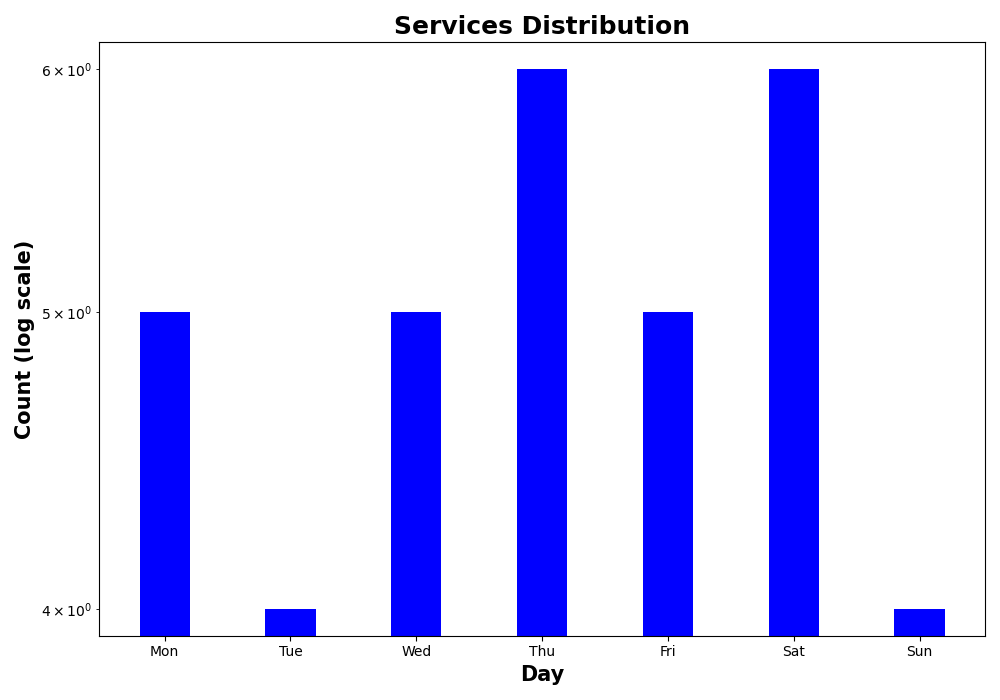 Services Distribution
Count (log scale)
6 × 10⁰
5 × 10⁰
4 × 10⁰
Mon Tue Wed Thu Fri Sat Sun
Day